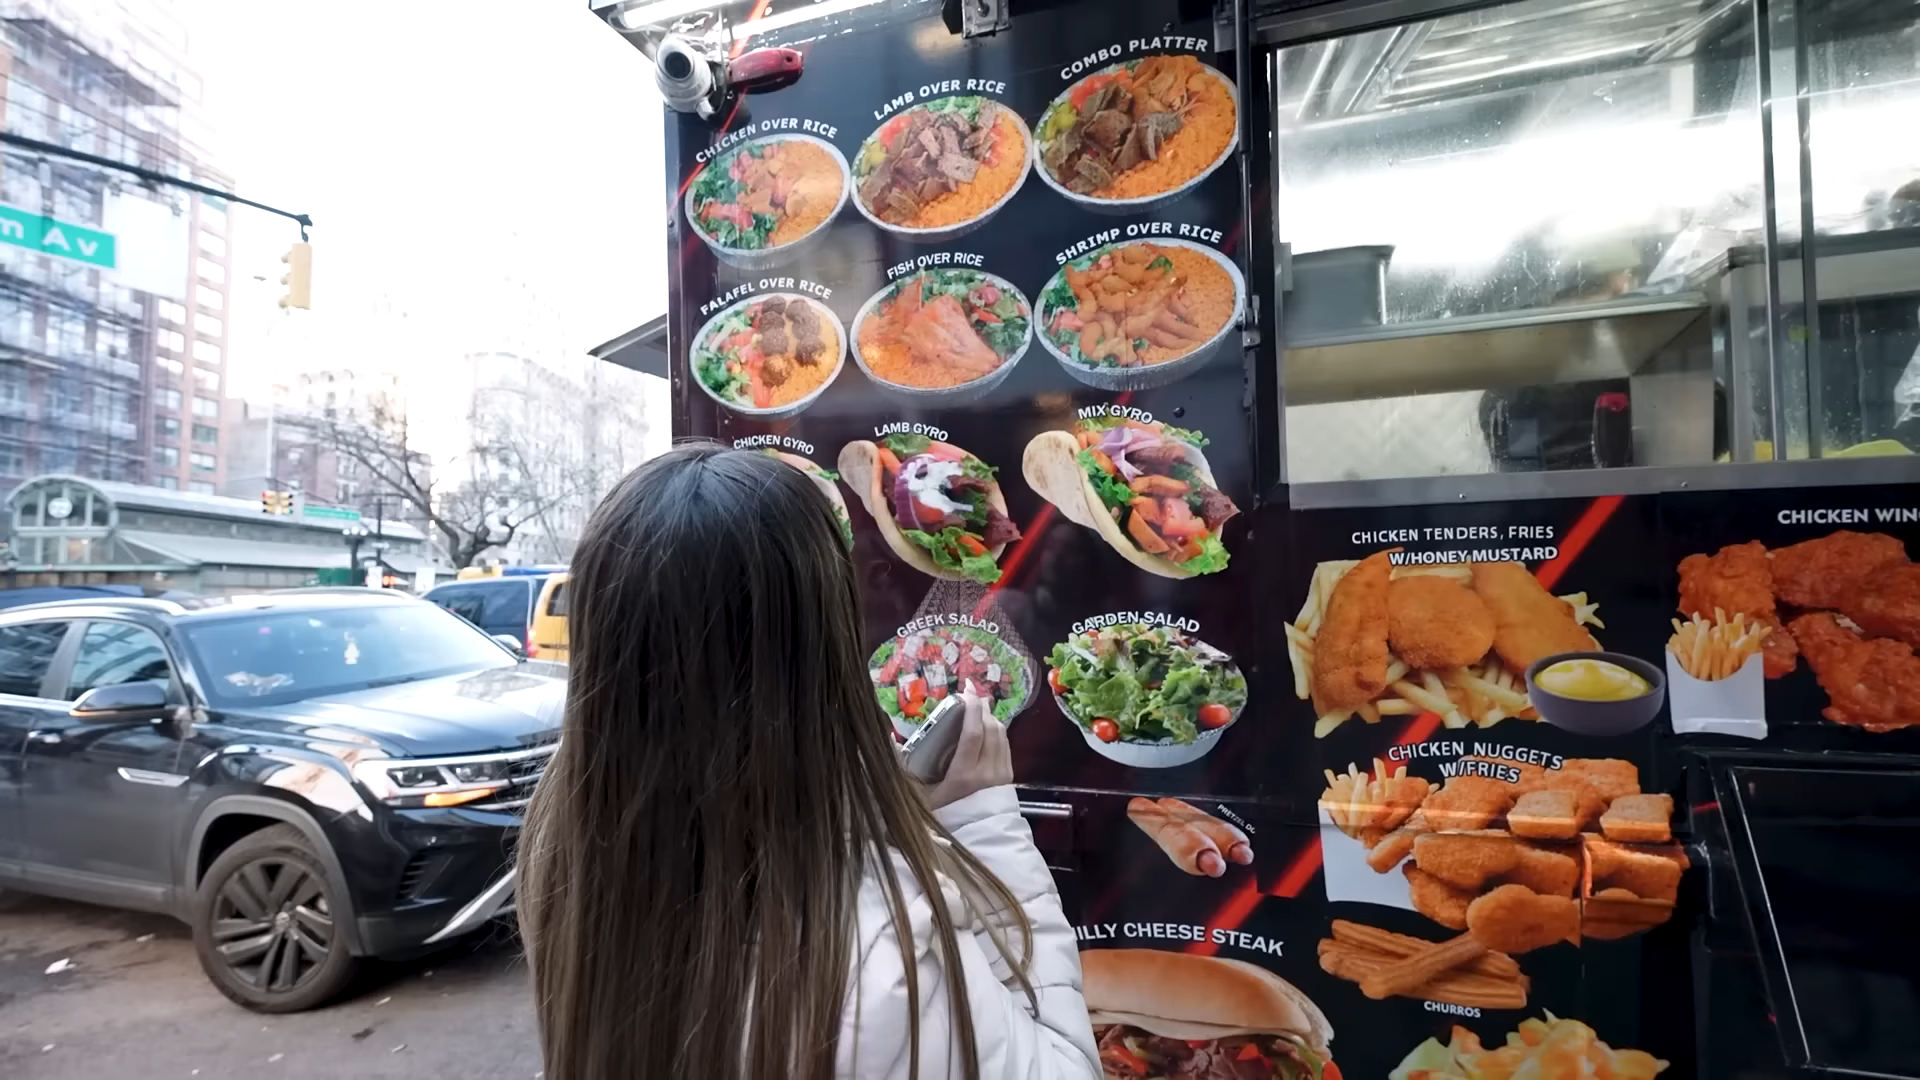 m Av
COMBO PLATTER
LAMB OVER RICE
CHICKEN OVER RICE
SHRIMP OVER RICE
FISH OVER RICE
FALAFEL OVER RICE
MIX GYRO
LAMB GYRO
CHICKEN GYRO
GREEK SALAD
GARDEN SALAD
CHICKEN TENDERS, FRIES
W/HONEY MUSTARD
CHICKEN WIN
CHICKEN NUGGETS
W/FRIES
PRETZEL DO
ILLY CHEESE STEAK
CHURROS